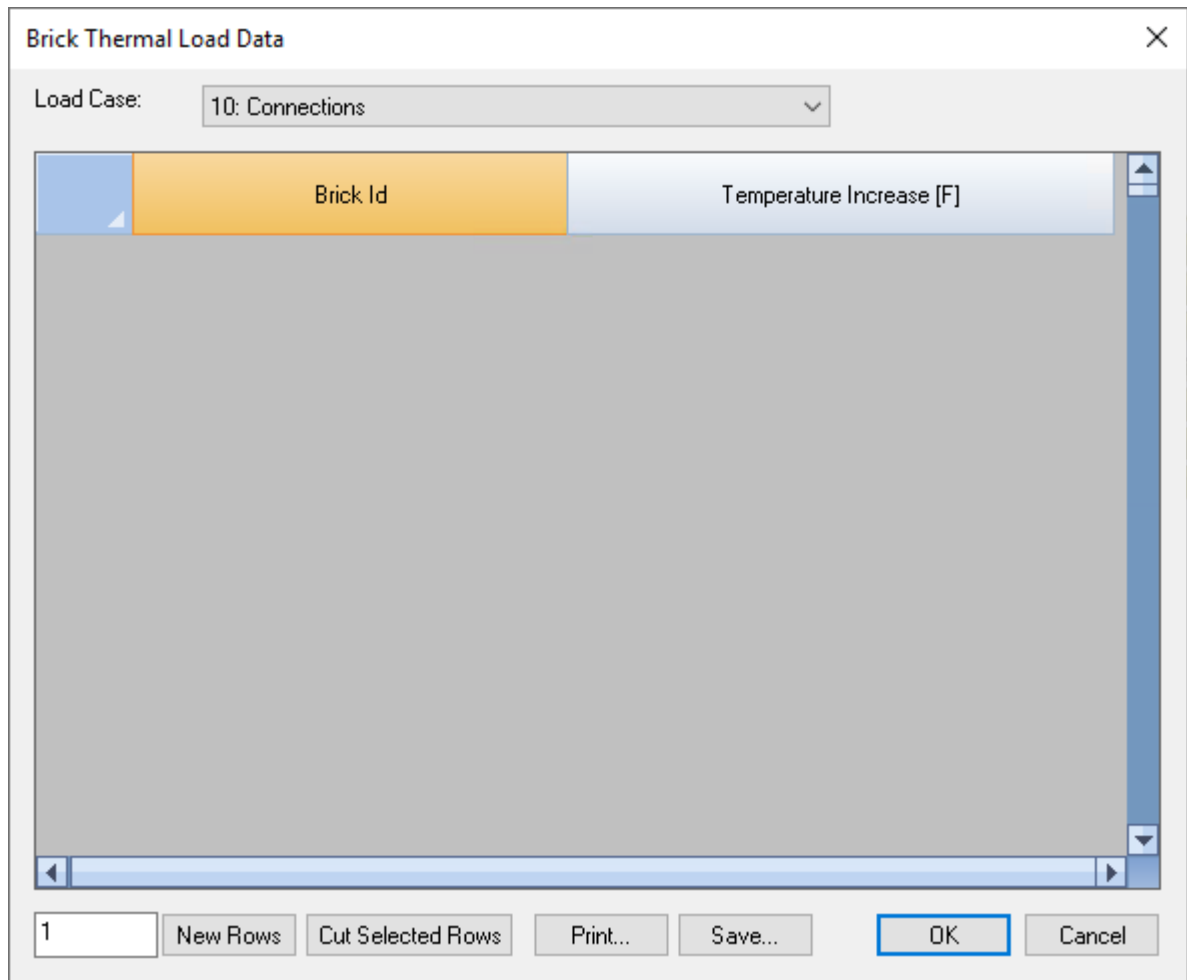 Brick Thermal Load Data
Load Case: 10: Connections
Brick Id Temperature Increase [F]
1 New Rows Cut Selected Rows Print... Save... OK Cancel